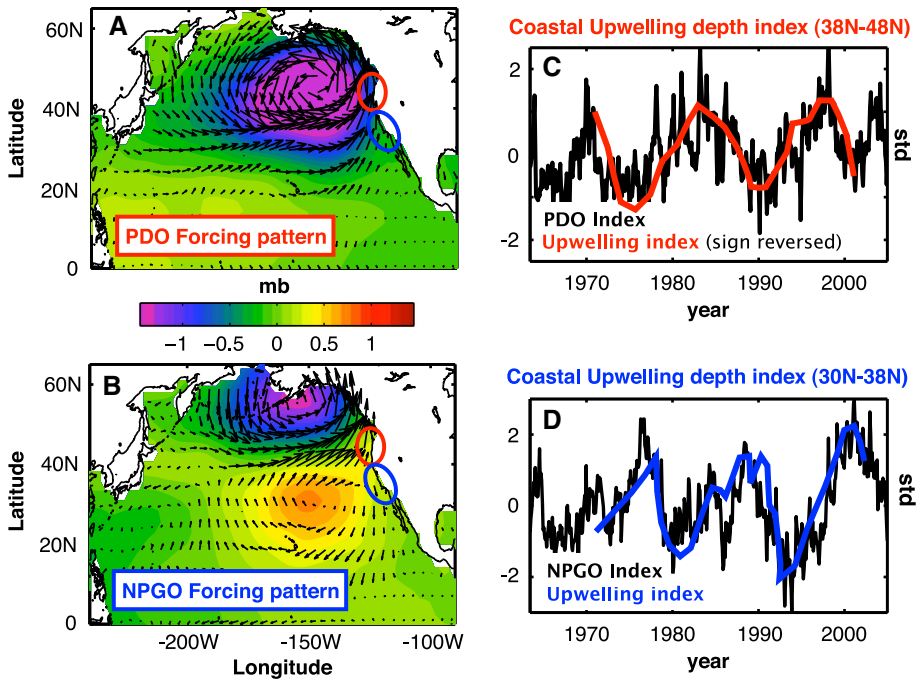 A
60N
40N
20N
0
Latitude
PDO Forcing pattern
mb
−1
−0.5
0
0.5
1
B
60N
40N
20N
0
Latitude
NPGO Forcing pattern
-200W
-150W
-100W
Longitude
Coastal Upwelling depth index (38N-48N)
C
2
0
-2
std
PDO Index
Upwelling index (sign reversed)
1970
1980
1990
2000
year
Coastal Upwelling depth index (30N-38N)
D
2
0
-2
std
NPGO Index
Upwelling index
1970
1980
1990
2000
year